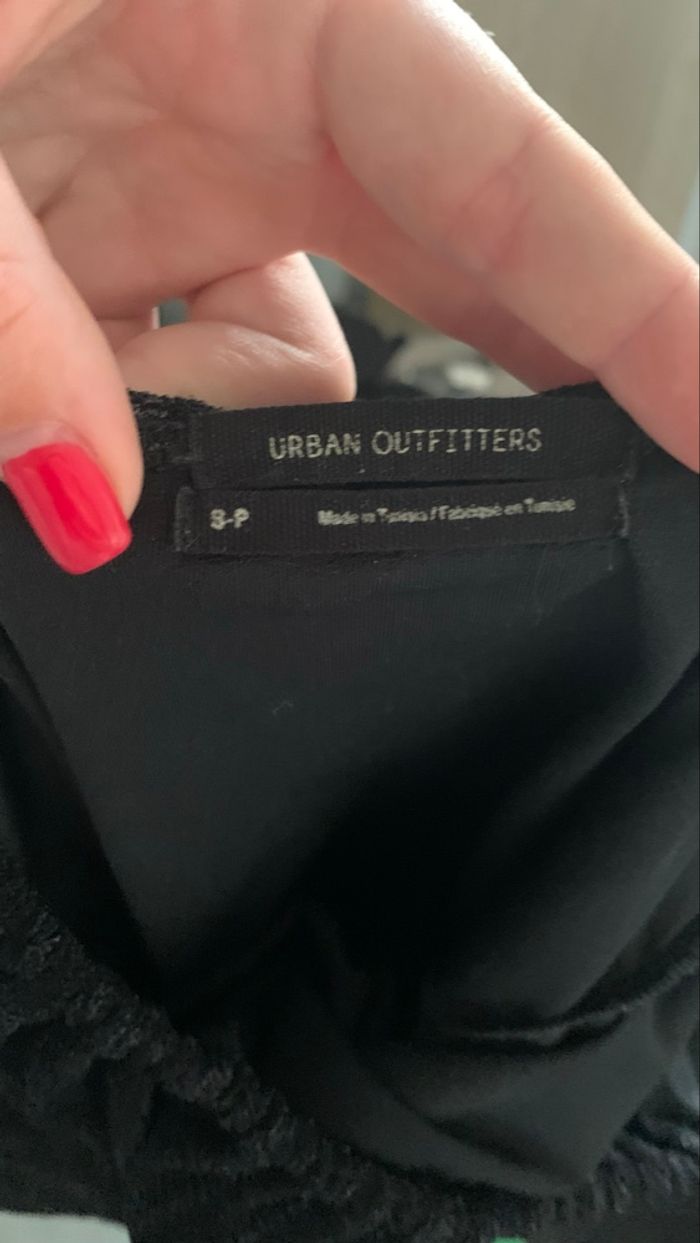 URBAN OUTFITTERS
S-P
Made in Tunisia / Fabriqué en Tunisie